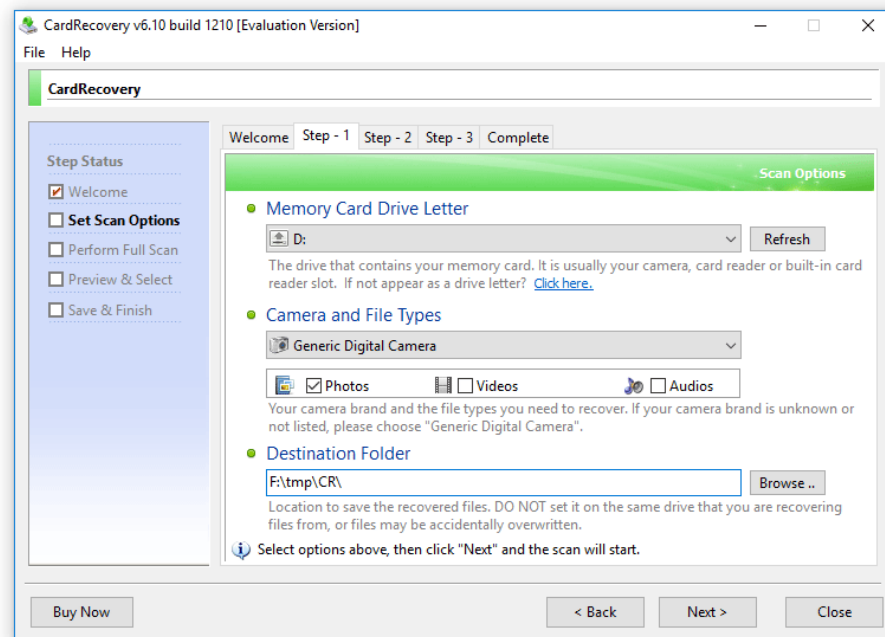 CardRecovery v6.10 build 1210 [Evaluation Version]
File Help
CardRecovery
Step Status
Welcome
Set Scan Options
Perform Full Scan
Preview & Select
Save & Finish
Welcome Step - 1 Step - 2 Step - 3 Complete
Scan Options
Memory Card Drive Letter
D: Refresh
The drive that contains your memory card. It is usually your camera, card reader or built-in card
reader slot. If not appear as a drive letter? Click here.
Camera and File Types
Generic Digital Camera
Photos Videos Audios
Your camera brand and the file types you need to recover. If your camera brand is unknown or
not listed, please choose "Generic Digital Camera".
Destination Folder
F:\tmp\CR\ Browse ..
Location to save the recovered files. DO NOT set it on the same drive that you are recovering
files from, or files may be accidentally overwritten.
Select options above, then click "Next" and the scan will start.
Buy Now < Back Next > Close